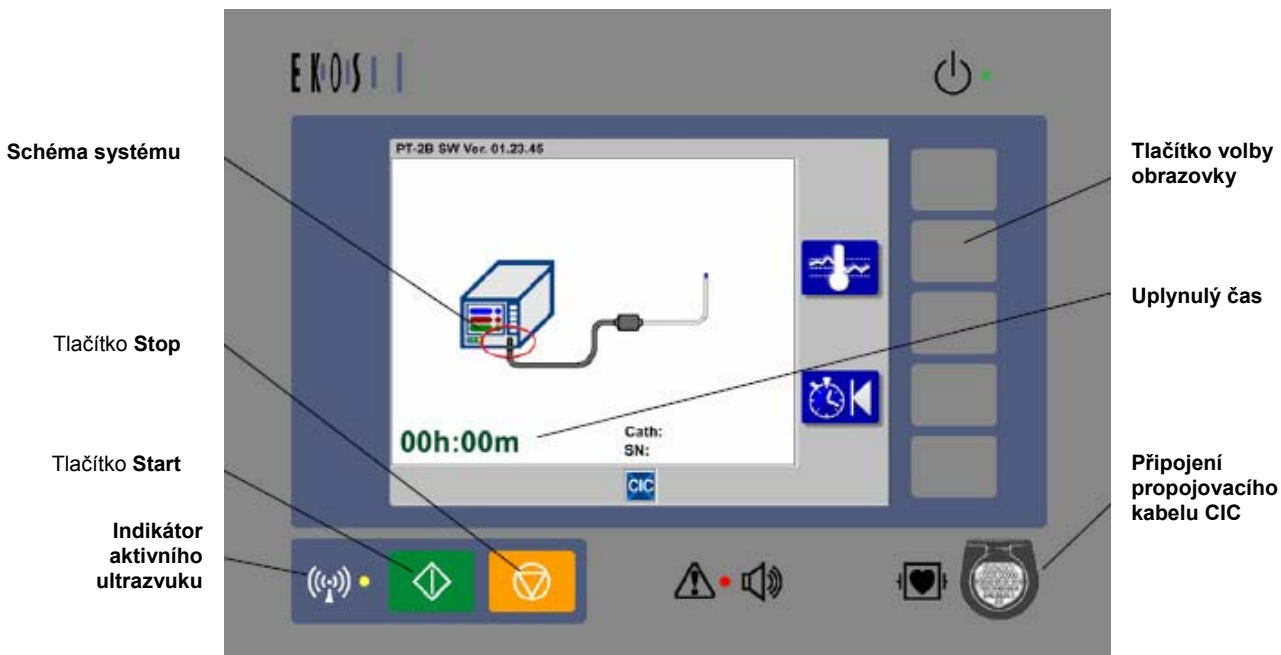 EKOS
PT-2B SW Ver. 01.23.45
Schéma systému
Tlačítko volby
obrazovky
Uplynulý čas
Tlačítko Stop
00h:00m
Cath:
SN:
Tlačítko Start
CIC
Připojení
propojovacího
kabelu CIC
Indikátor
aktivního
ultrazvuku